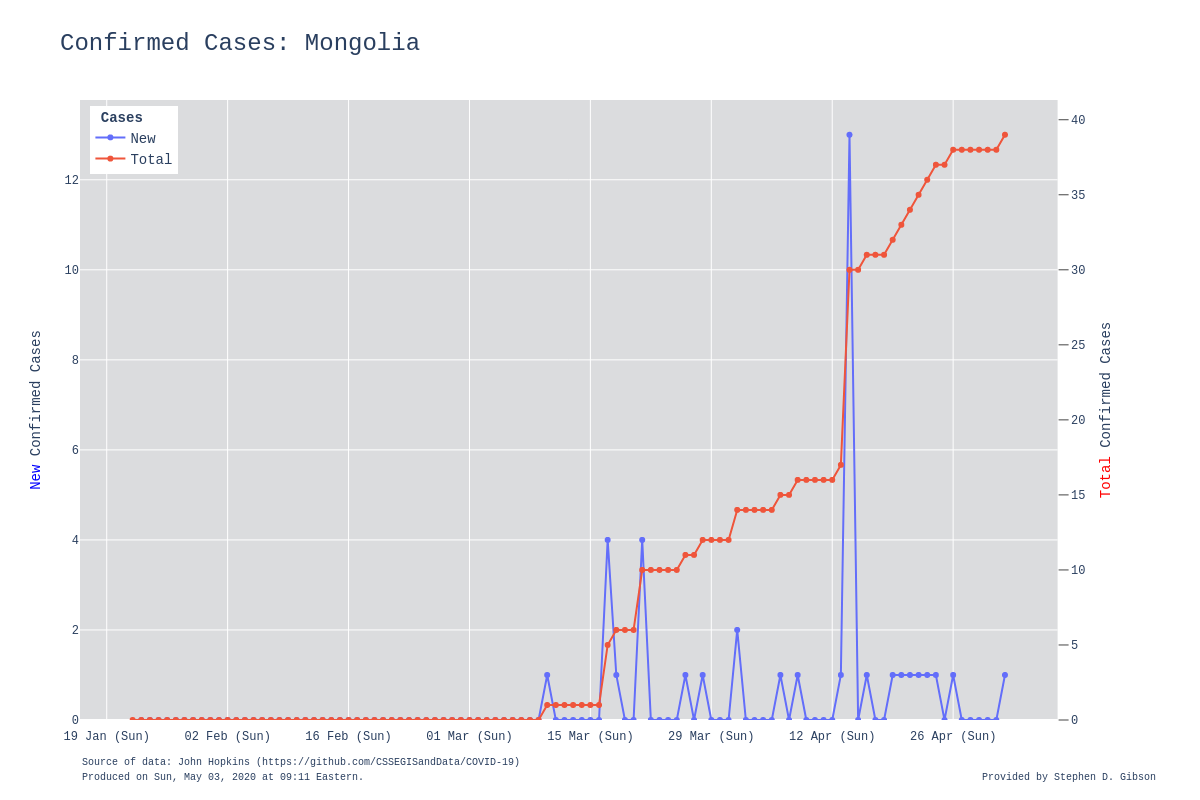 Confirmed Cases: Mongolia
Cases
New
Total
12
10
8
6
4
2
0
New Confirmed Cases
40
35
30
25
20
15
10
5
0
Total Confirmed Cases
19 Jan (Sun)
02 Feb (Sun)
16 Feb (Sun)
01 Mar (Sun)
15 Mar (Sun)
29 Mar (Sun)
12 Apr (Sun)
26 Apr (Sun)
Source of data: John Hopkins (https://github.com/CSSEGISandData/COVID-19)
Produced on Sun, May 03, 2020 at 09:11 Eastern.
Provided by Stephen D. Gibson